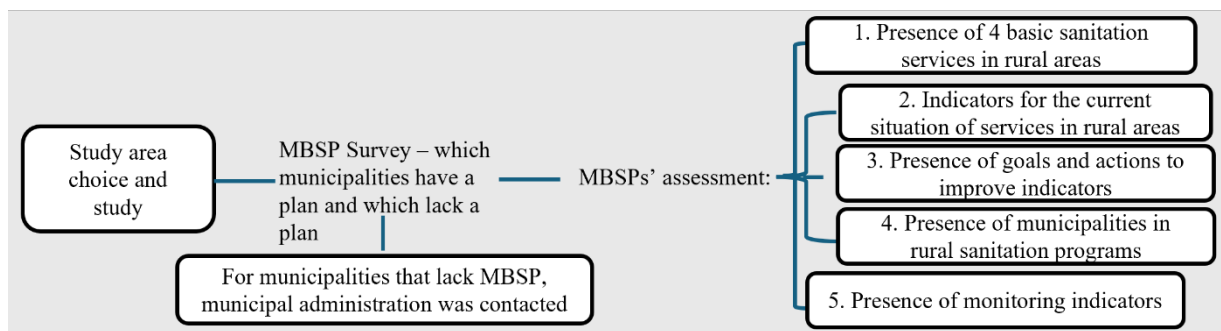 Study area
choice and
study
MBSP Survey – which
municipalities have a
plan and which lack a
plan
For municipalities that lack MBSP,
municipal administration was contacted
MBSPs’ assessment:
1. Presence of 4 basic sanitation
services in rural areas
2. Indicators for the current
situation of services in rural areas
3. Presence of goals and actions to
improve indicators
4. Presence of municipalities in
rural sanitation programs
5. Presence of monitoring indicators